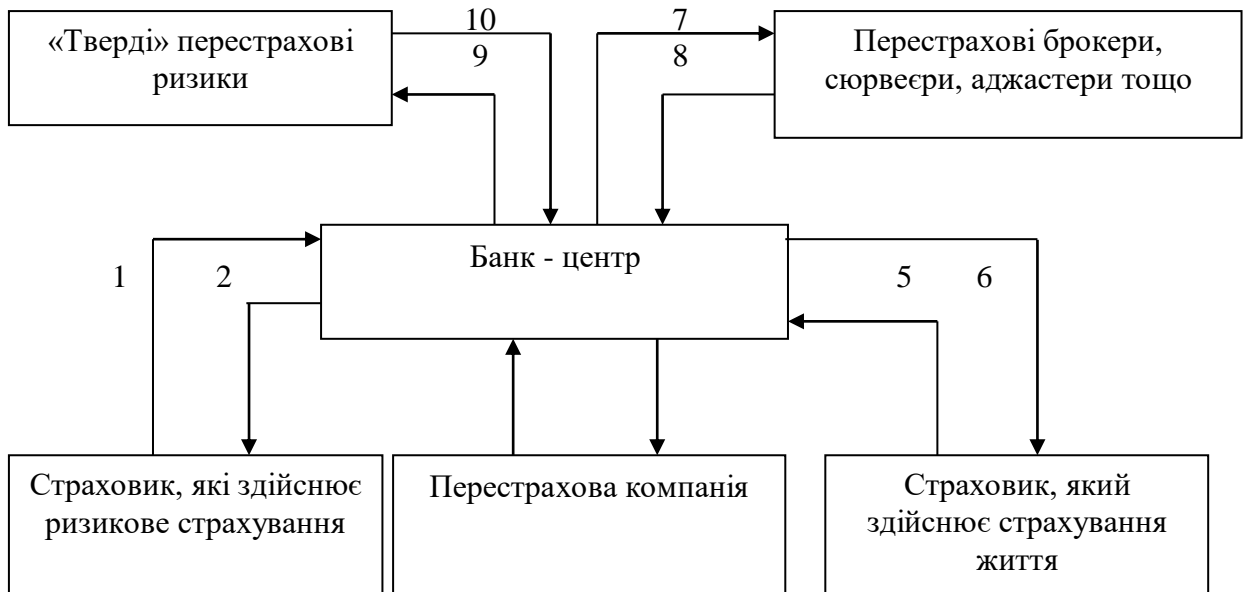 «Тверді» перестрахові
ризики
10
9
7
8
Перестрахові брокери,
сюрвеєри, аджастери тощо
Банк - центр
1
2
5
6
Страховик, які здійснює
ризикове страхування
Перестрахова компанія
Страховик, який
здійснює страхування
життя